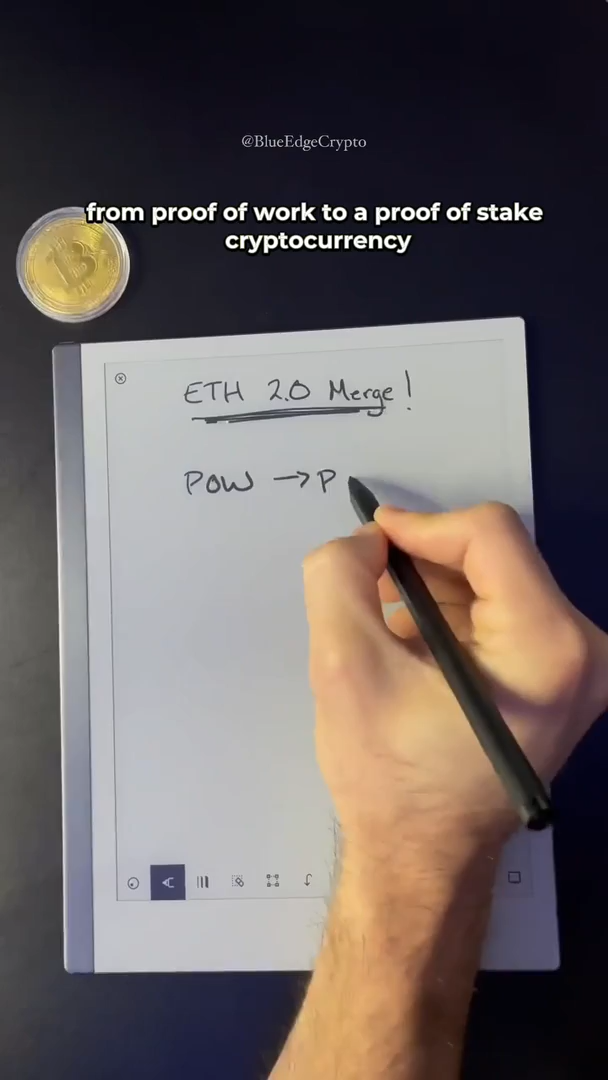 @BlueEdgeCrypto
from proof of work to a proof of stake
cryptocurrency
ETH 2.0 Merge!
POW → P